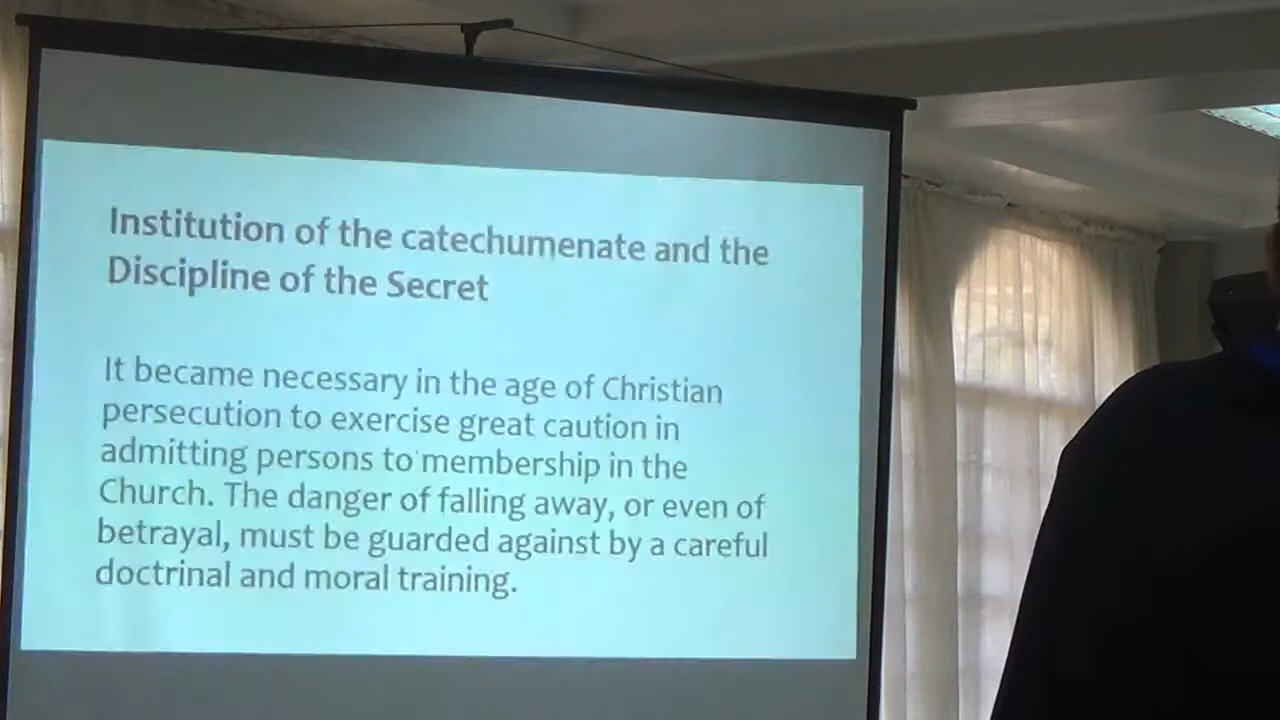 Institution of the catechumenate and the
Discipline of the Secret
It became necessary in the age of Christian
persecution to exercise great caution in
admitting persons to membership in the
Church. The danger of falling away, or even of
betrayal, must be guarded against by a careful
doctrinal and moral training.